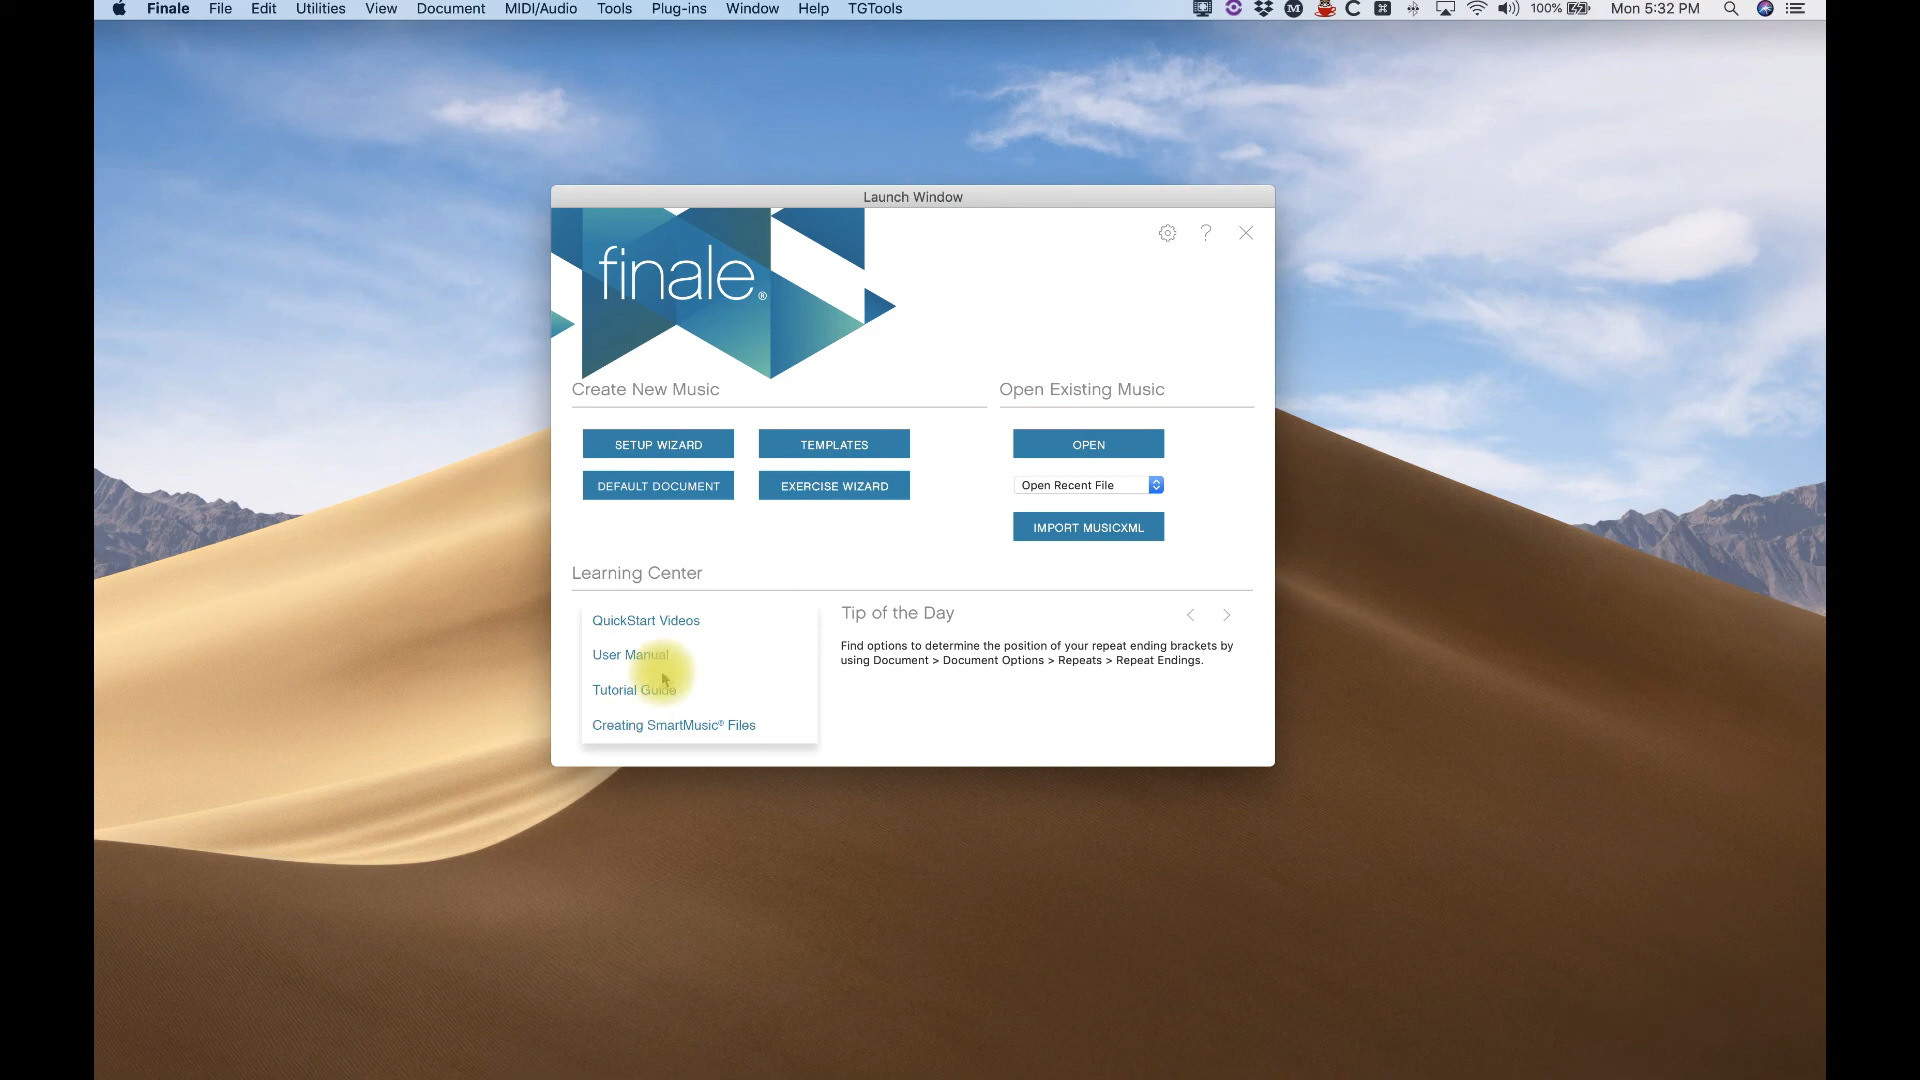 Finale File Edit Utilities View Document MIDI/Audio Tools Plug-ins Window Help TGTools 100% Mon 5:32 PM
Launch Window
finale®
Create New Music
Open Existing Music
SETUP WIZARD
TEMPLATES
OPEN
DEFAULT DOCUMENT
EXERCISE WIZARD
Open Recent File
IMPORT MUSICXML
Learning Center
QuickStart Videos
User Manual
Tutorial Guide
Creating SmartMusic® Files
Tip of the Day
Find options to determine the position of your repeat ending brackets by
using Document > Document Options > Repeats > Repeat Endings.